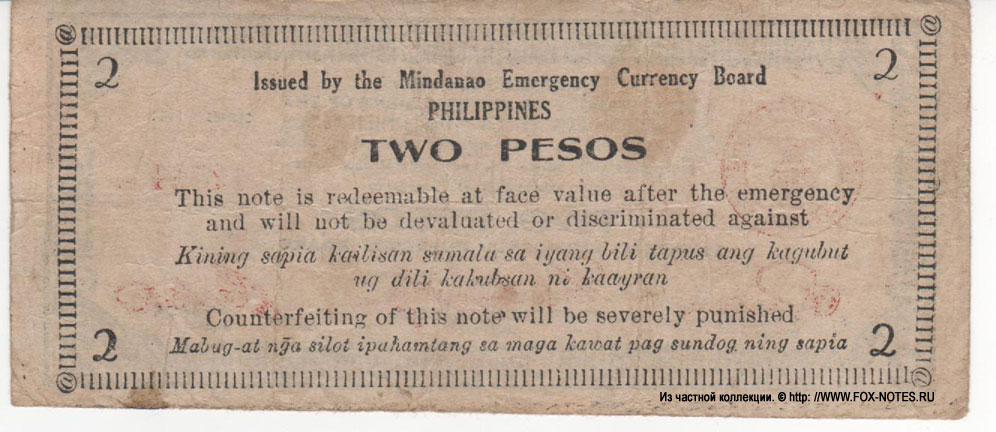 2 2
Issued by the Mindanao Emergency Currency Board
PHILIPPINES
TWO PESOS
This note is redeemable at face value after the emergency
and will not be devaluated or discriminated against
Kining sapia kailisan sumala sa iyang bili tapus ang kagubut
ug dili kakubsan ni kaayran
Counterfeiting of this note will be severely punished
Mabug-at nga silot ipahamtang sa maga kawat pag sundog ning sapia
2 2
Из частной коллекции. © http: //WWW.FOX-NOTES.RU